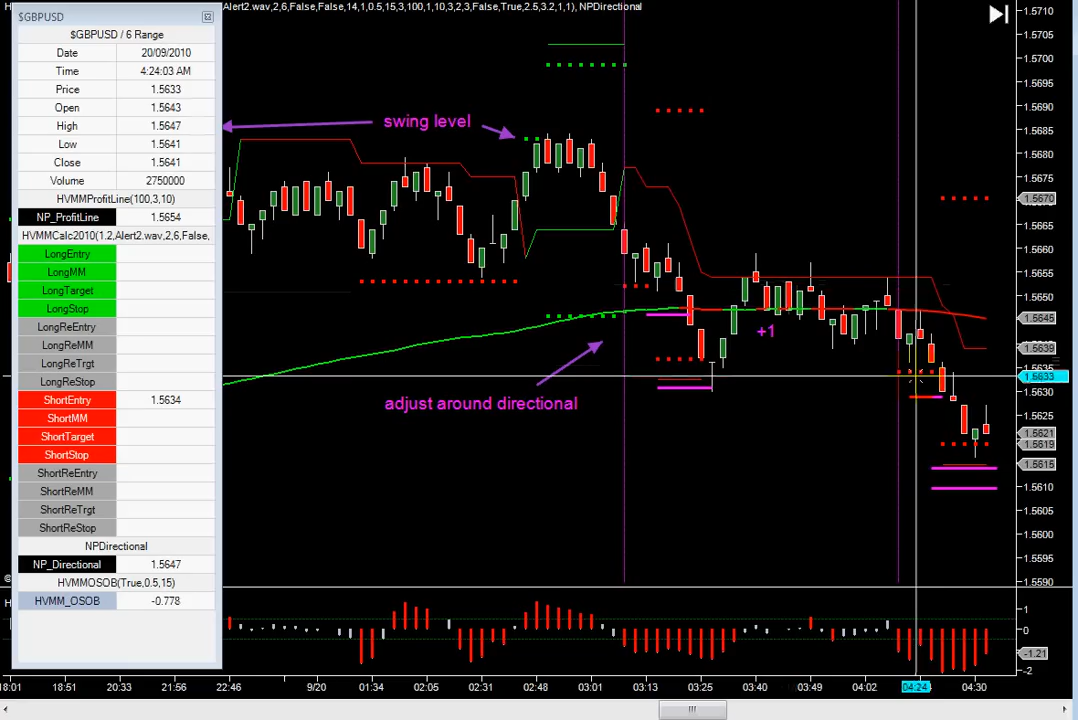 $GBPUSD
Alert2.wav,2,6,False,False,14,1,0.5,15,3,100,1,10,3,2,3,False,True,2.5,3.2,1,1), NPDirectional
$GBPUSD / 6 Range
Date 20/09/2010
Time 4:24:03 AM
Price 1.5633
Open 1.5643
High 1.5647
Low 1.5641
Close 1.5641
Volume 2750000
HVMMProfitLine(100,3,10)
NP_ProfitLine 1.5654
HVMMCalc2010(1.2,Alert2.wav,2,6,False,
LongEntry
LongMM
LongTarget
LongStop
LongReEntry
LongReMM
LongReTrgt
LongReStop
ShortEntry 1.5634
ShortMM
ShortTarget
ShortStop
ShortReEntry
ShortReMM
ShortReTrgt
ShortReStop
NPDirectional
NP_Directional 1.5647
HVMMOSOB(True,0.5,15)
HVMM_OSOB -0.778
swing level
+1
adjust around directional
1.5710
1.5705
1.5700
1.5695
1.5690
1.5685
1.5680
1.5675
1.5670
1.5665
1.5660
1.5655
1.5650
1.5645
1.5639
1.5635
1.5633
1.5630
1.5625
1.5621
1.5619
1.5615
1.5610
1.5605
1.5600
1.5595
1.5590
1
0
-1.21
-2
18:01 18:51 20:33 21:56 22:46 9/20 01:34 02:05 02:31 02:48 03:01 03:13 03:25 03:40 03:49 04:02 04:24 04:30